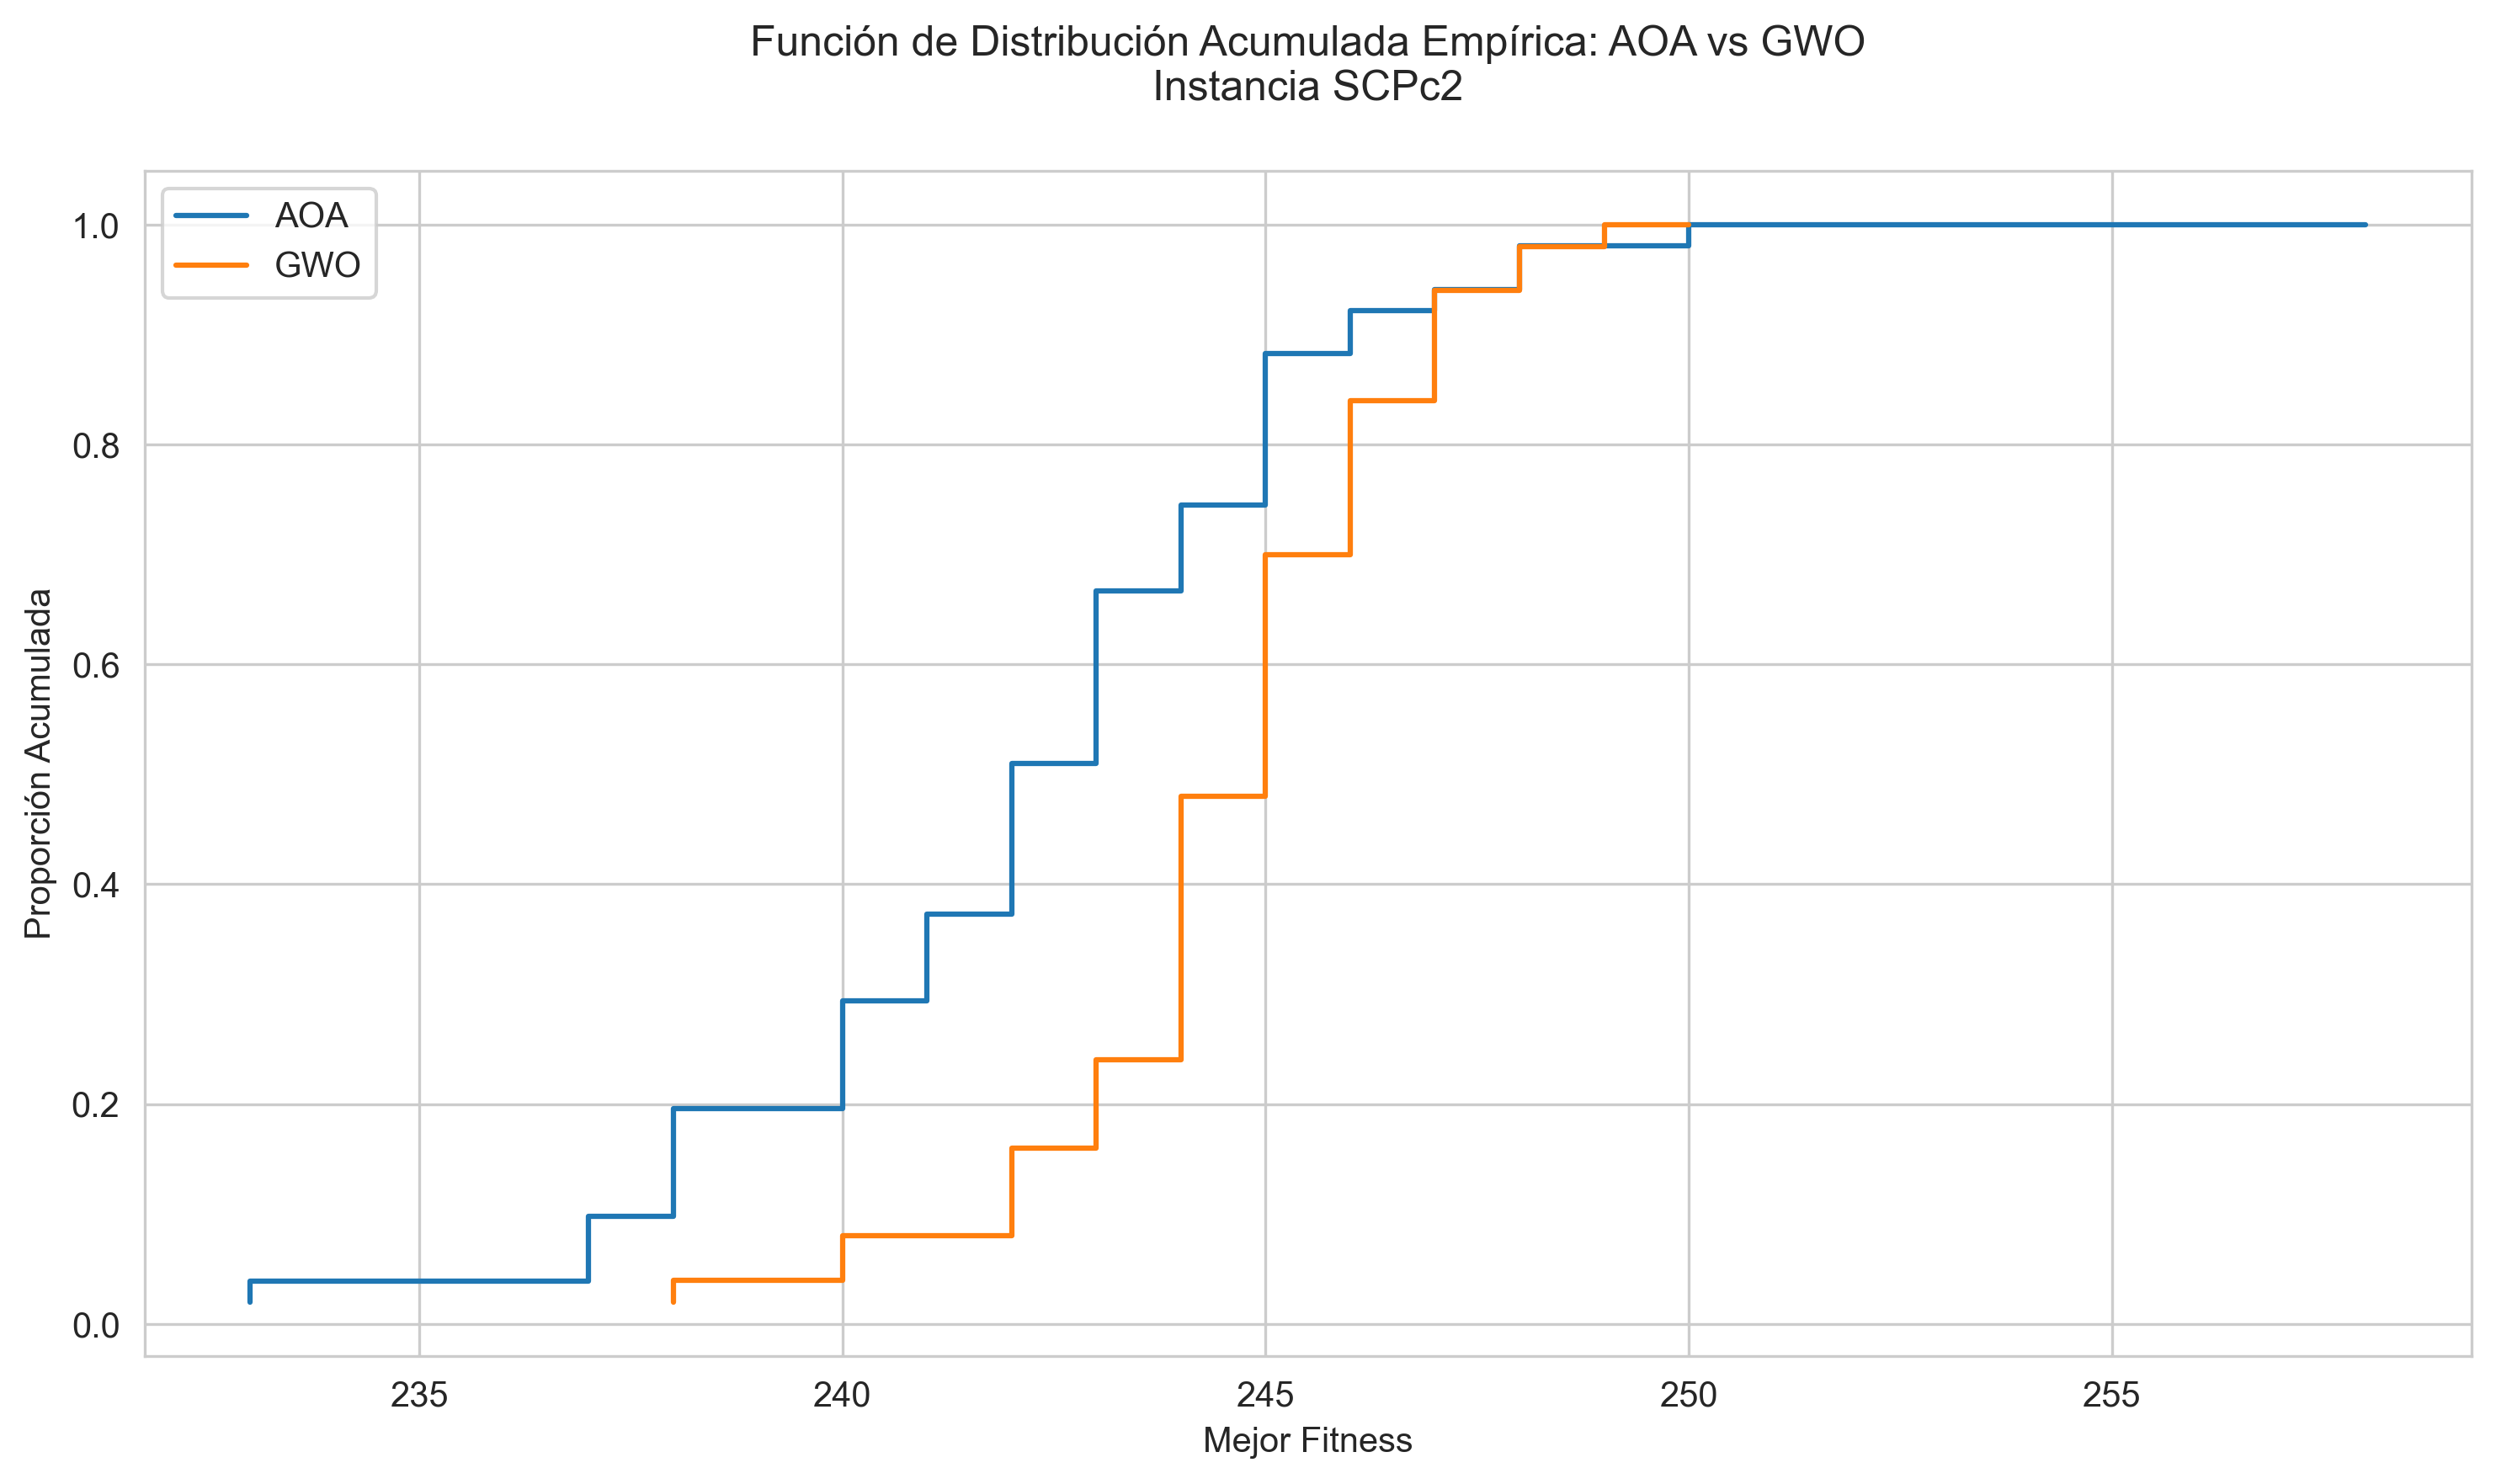 Función de Distribución Acumulada Empírica: AOA vs GWO
Instancia SCPc2
AOA
GWO
1.0
0.8
0.6
0.4
0.2
0.0
Proporción Acumulada
235
240
245
250
255
Mejor Fitness